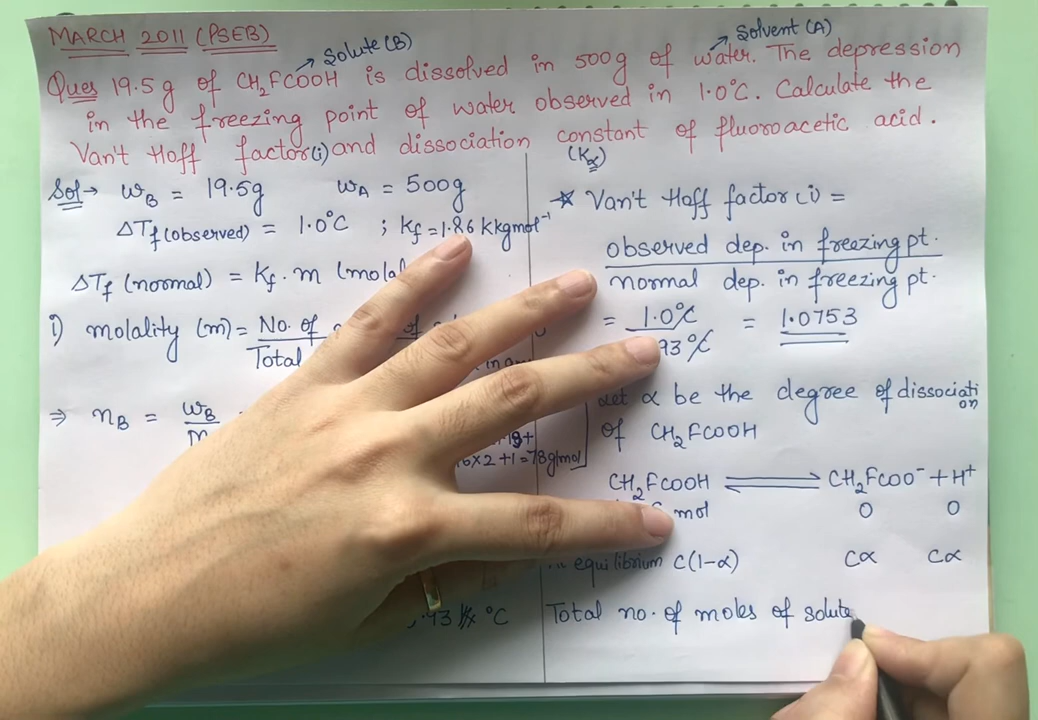 MARCH 2011 (PSEB)
→ Solute (B)
→ Solvent (A)
Ques 19.5 g of CH₂FCOOH is dissolved in 500g of water. The depression
in the freezing point of water observed in 1.0°C. Calculate the
Van't Hoff factor(i) and dissociation constant of fluoroacetic acid.
(Kα)
Sol → WB = 19.5g WA = 500g
ΔTf(observed) = 1.0°C ; Kf = 1.86 kkgmol⁻¹
ΔTf (normal) = Kf . m (molal
i) molality (m) = No. of
Total
⇒ nB = WB
16×2+1=78g/mol
°C
* Van't Hoff factor (i) =
observed dep. in freezing pt.
normal dep. in freezing pt.
= 1.0°C = 1.0753
93°C
Let α be the degree of dissociation
of CH₂FCOOH
CH₂FCOOH ⇌ CH₂FCOO⁻ + H⁺
mol 0 0
equilibrium C(1-α) Cα Cα
Total no. of moles of solute